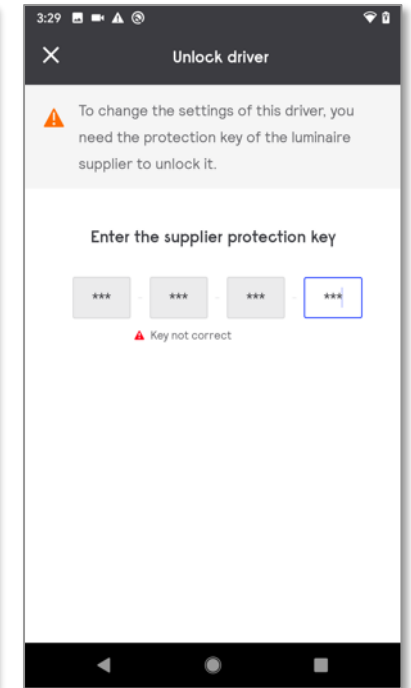 3:29
Unlock driver
To change the settings of this driver, you
need the protection key of the luminaire
supplier to unlock it.
Enter the supplier protection key
*** - *** - *** - ***
Key not correct